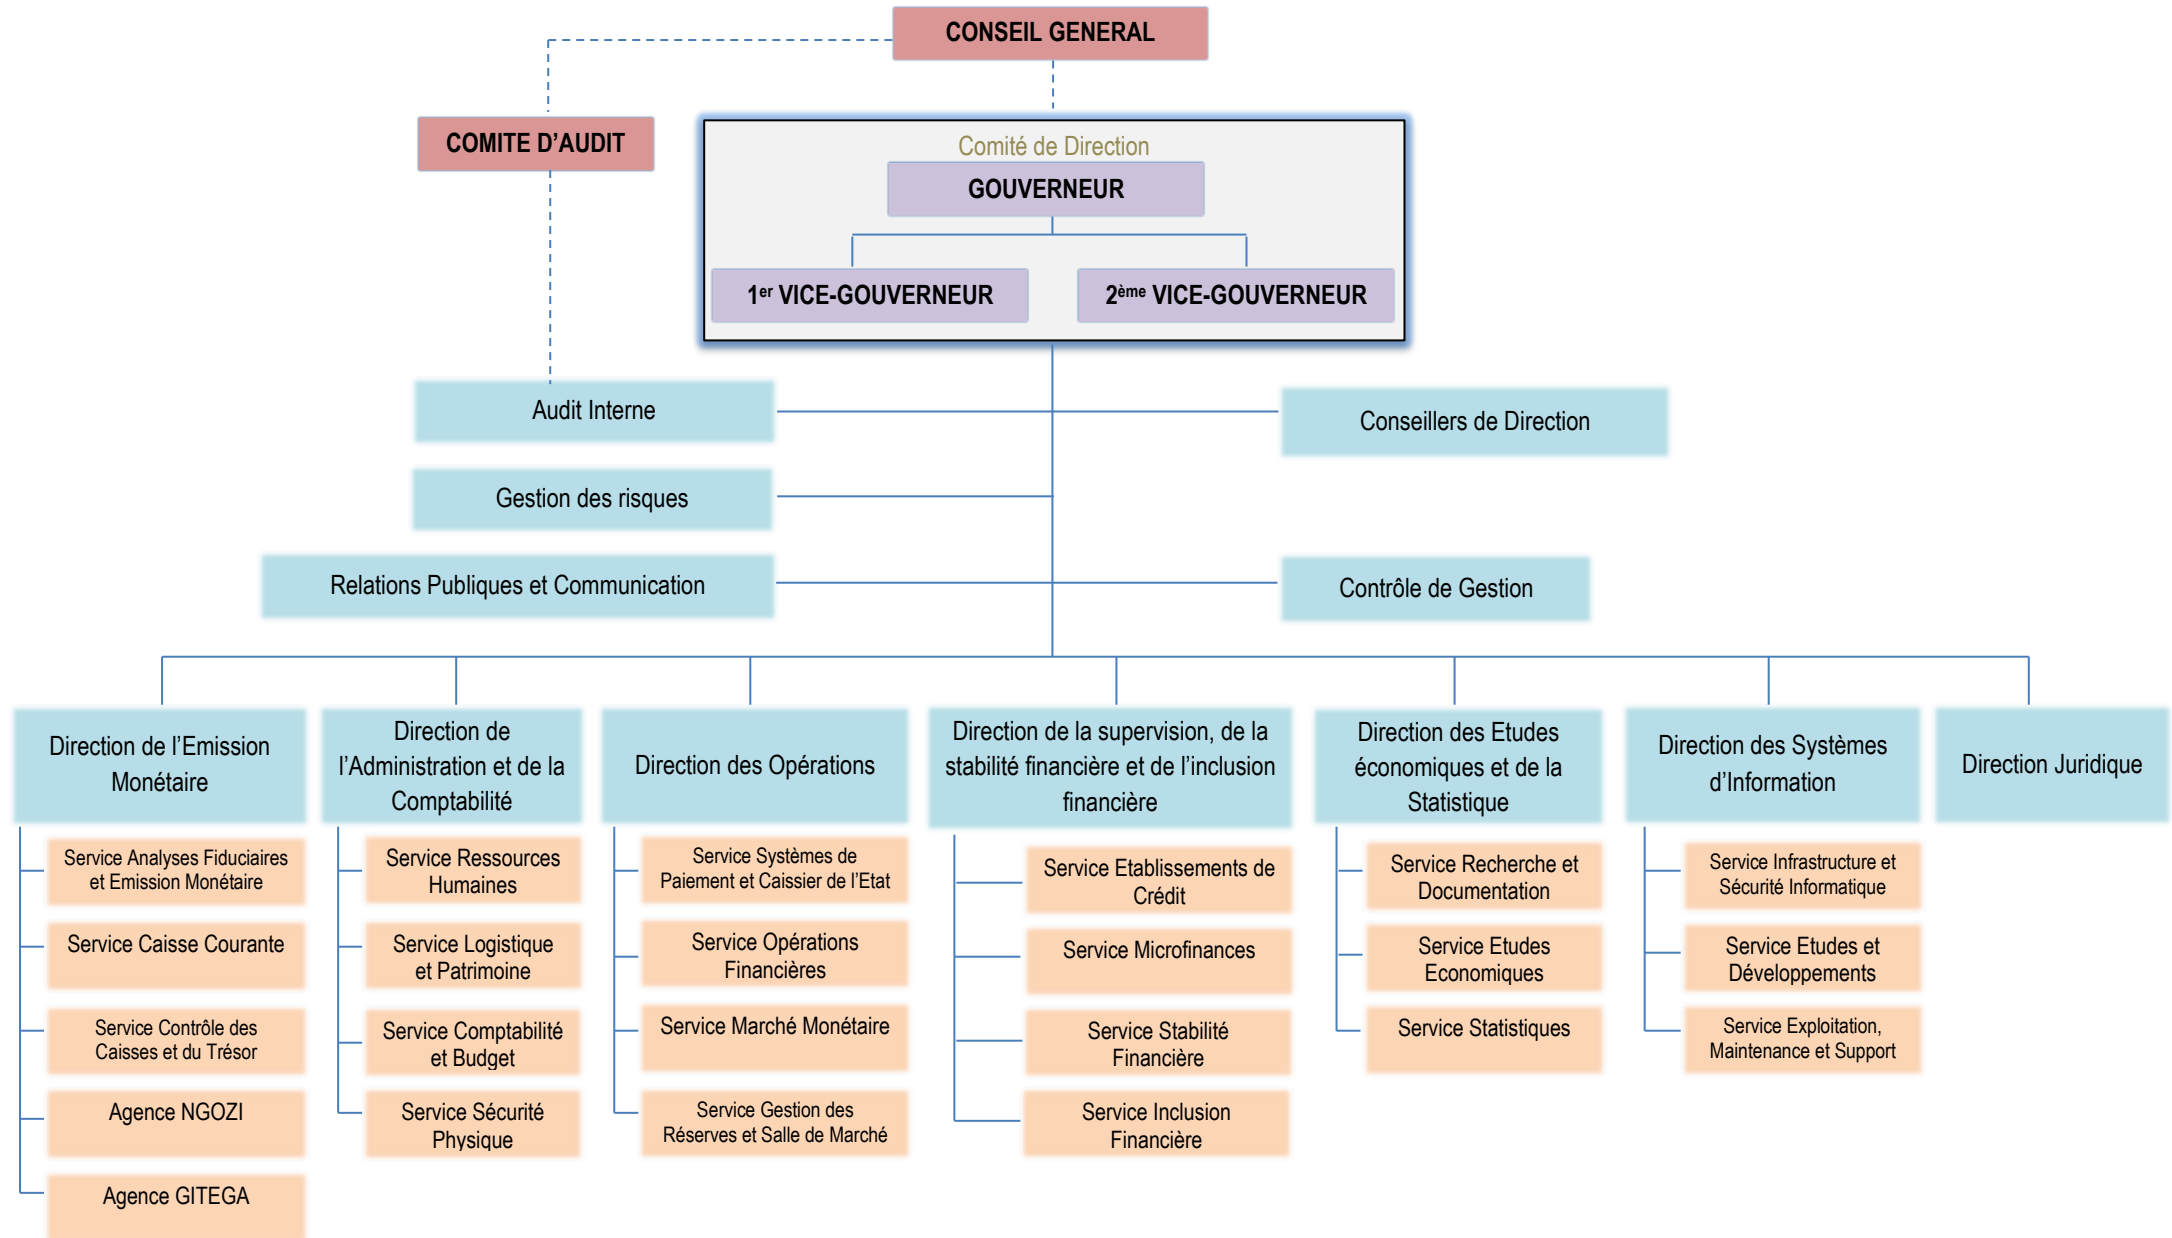 CONSEIL GENERAL
COMITE D’AUDIT
Comité de Direction
GOUVERNEUR
1er VICE-GOUVERNEUR
2ème VICE-GOUVERNEUR
Audit Interne
Conseillers de Direction
Gestion des risques
Relations Publiques et Communication
Contrôle de Gestion
Direction de l’Emission
Monétaire
Service Analyses Fiduciaires
et Emission Monétaire
Service Caisse Courante
Service Contrôle des
Caisses et du Trésor
Agence NGOZI
Agence GITEGA
Direction de
l’Administration et de la
Comptabilité
Service Ressources
Humaines
Service Logistique
et Patrimoine
Service Comptabilité
et Budget
Service Sécurité
Physique
Direction des Opérations
Service Systèmes de
Paiement et Caissier de l’Etat
Service Opérations
Financières
Service Marché Monétaire
Service Gestion des
Réserves et Salle de Marché
Direction de la supervision, de la
stabilité financière et de l’inclusion
financière
Service Etablissements de
Crédit
Service Microfinances
Service Stabilité
Financière
Service Inclusion
Financière
Direction des Etudes
économiques et de la
Statistique
Service Recherche et
Documentation
Service Etudes
Economiques
Service Statistiques
Direction des Systèmes
d’Information
Service Infrastructure et
Sécurité Informatique
Service Etudes et
Développements
Service Exploitation,
Maintenance et Support
Direction Juridique